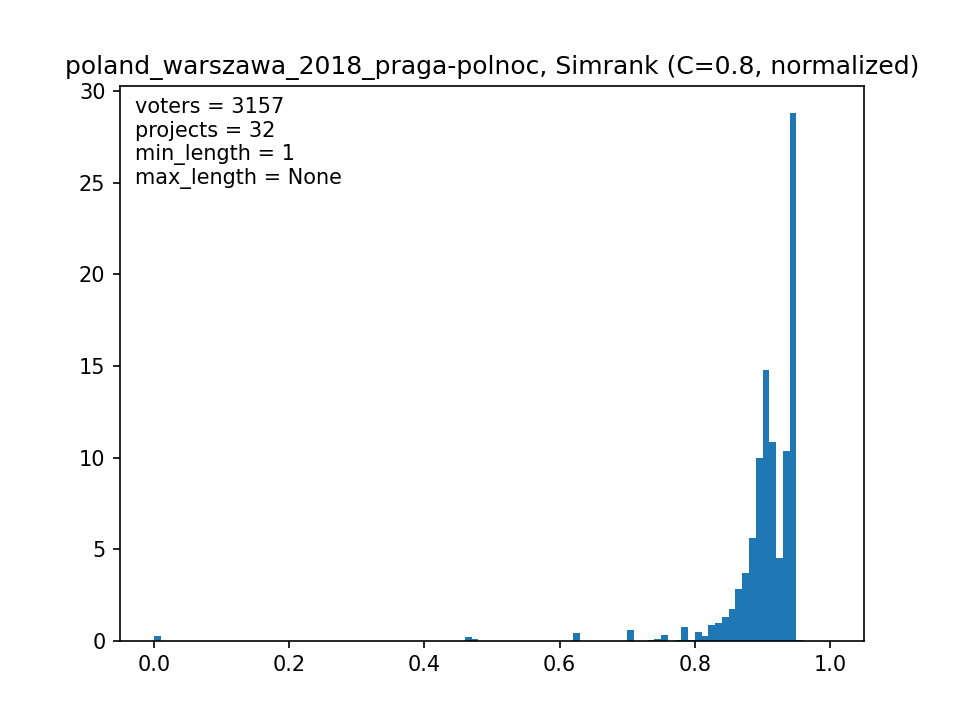 poland_warszawa_2018_praga-polnoc, Simrank (C=0.8, normalized)
voters = 3157
projects = 32
min_length = 1
max_length = None
30
25
20
15
10
5
0
0.0 0.2 0.4 0.6 0.8 1.0